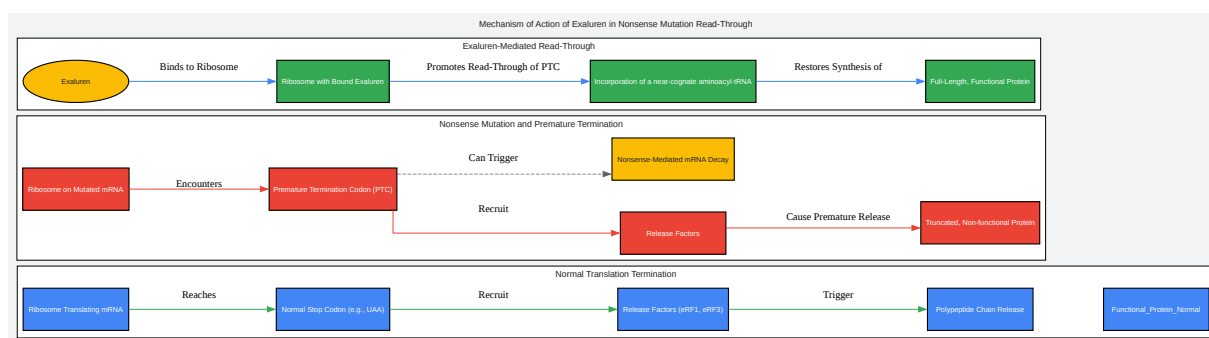 Mechanism of Action of Exaluren in Nonsense Mutation Read-Through
Exaluren-Mediated Read-Through
Exaluren
Binds to Ribosome
Ribosome with Bound Exaluren
Promotes Read-Through of PTC
Incorporation of a near-cognate aminoacyl-tRNA
Restores Synthesis of
Full-Length, Functional Protein
Nonsense Mutation and Premature Termination
Ribosome on Mutated mRNA
Encounters
Premature Termination Codon (PTC)
Can Trigger
Nonsense-Mediated mRNA Decay
Recruit
Release Factors
Cause Premature Release
Truncated, Non-functional Protein
Normal Translation Termination
Ribosome Translating mRNA
Reaches
Normal Stop Codon (e.g., UAA)
Recruit
Release Factors (eRF1, eRF3)
Trigger
Polypeptide Chain Release
Functional_Protein_Normal